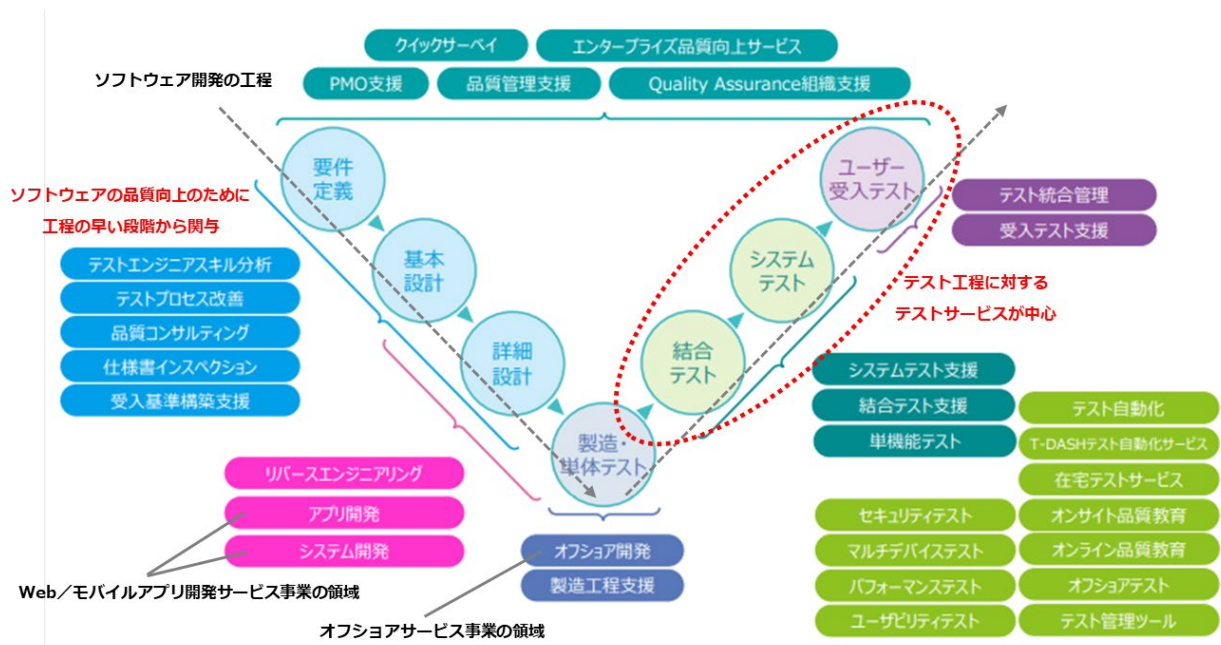 クイックサーベイ
エンタープライズ品質向上サービス
ソフトウェア開発の工程
PMO支援
品質管理支援
Quality Assurance組織支援
要件
定義
ユーザー
受入テスト
ソフトウェアの品質向上のために
工程の早い段階から関与
テスト統合管理
受入テスト支援
基本
設計
システム
テスト
テストエンジニアスキル分析
テストプロセス改善
品質コンサルティング
仕様書インスペクション
受入基準構築支援
テスト工程に対する
テストサービスが中心
詳細
設計
結合
テスト
製造・
単体テスト
システムテスト支援
結合テスト支援
単機能テスト
テスト自動化
T-DASHテスト自動化サービス
在宅テストサービス
リバースエンジニアリング
アプリ開発
システム開発
セキュリティテスト
オンサイト品質教育
マルチデバイステスト
オンライン品質教育
パフォーマンステスト
オフショアテスト
ユーザビリティテスト
テスト管理ツール
オフショア開発
製造工程支援
Web/モバイルアプリ開発サービス事業の領域
オフショアサービス事業の領域